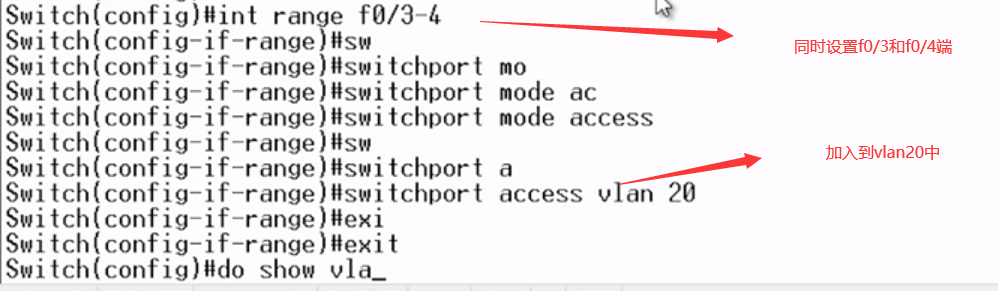 Switch(config)#int range f0/3-4
同时设置f0/3和f0/4端
Switch(config-if-range)#sw
Switch(config-if-range)#switchport mo
Switch(config-if-range)#switchport mode ac
Switch(config-if-range)#switchport mode access
Switch(config-if-range)#sw
Switch(config-if-range)#switchport a
加入到vlan20中
Switch(config-if-range)#switchport access vlan 20
Switch(config-if-range)#exi
Switch(config-if-range)#exit
Switch(config)#do show vla_